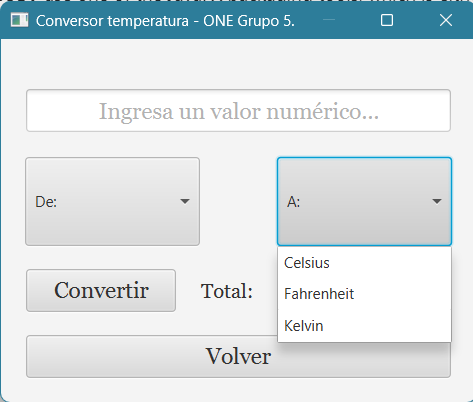 Conversor temperatura - ONE Grupo 5.
Ingresa un valor numérico...
De:
A:
Celsius
Fahrenheit
Kelvin
Convertir
Total:
Volver